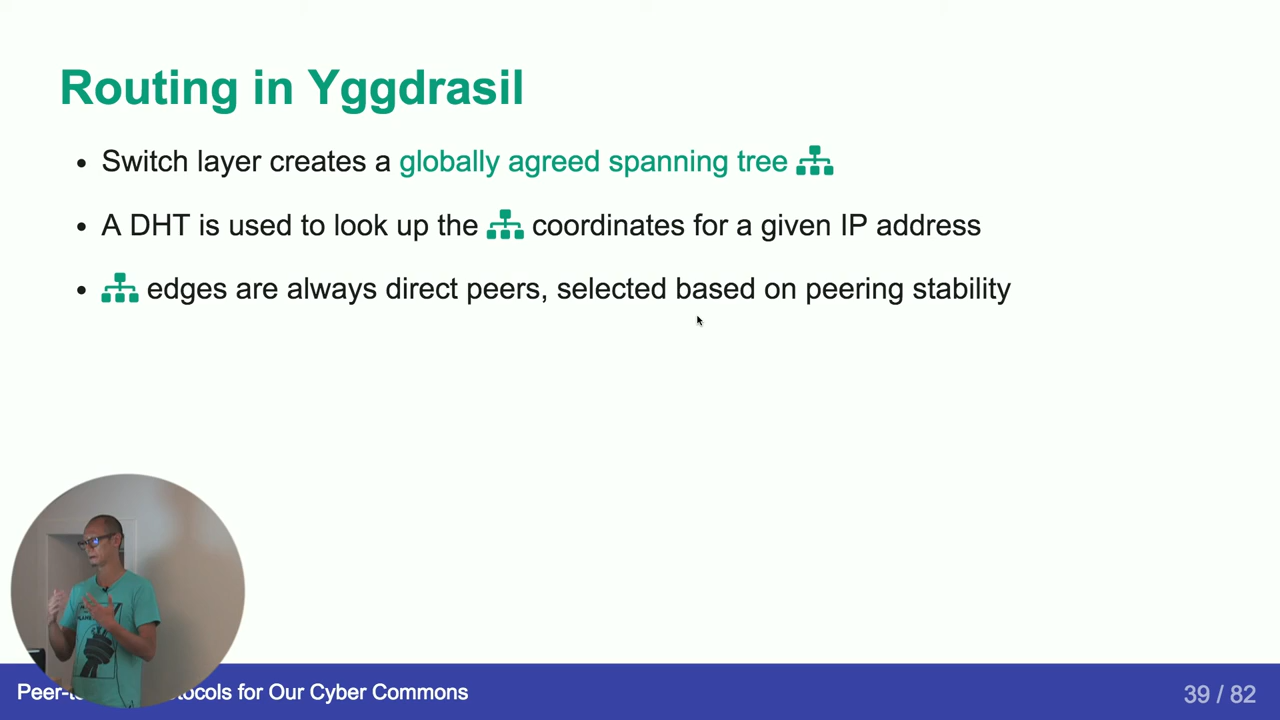 Routing in Yggdrasil
• Switch layer creates a globally agreed spanning tree
• A DHT is used to look up the coordinates for a given IP address
• edges are always direct peers, selected based on peering stability
for Our Cyber Commons
39 / 82